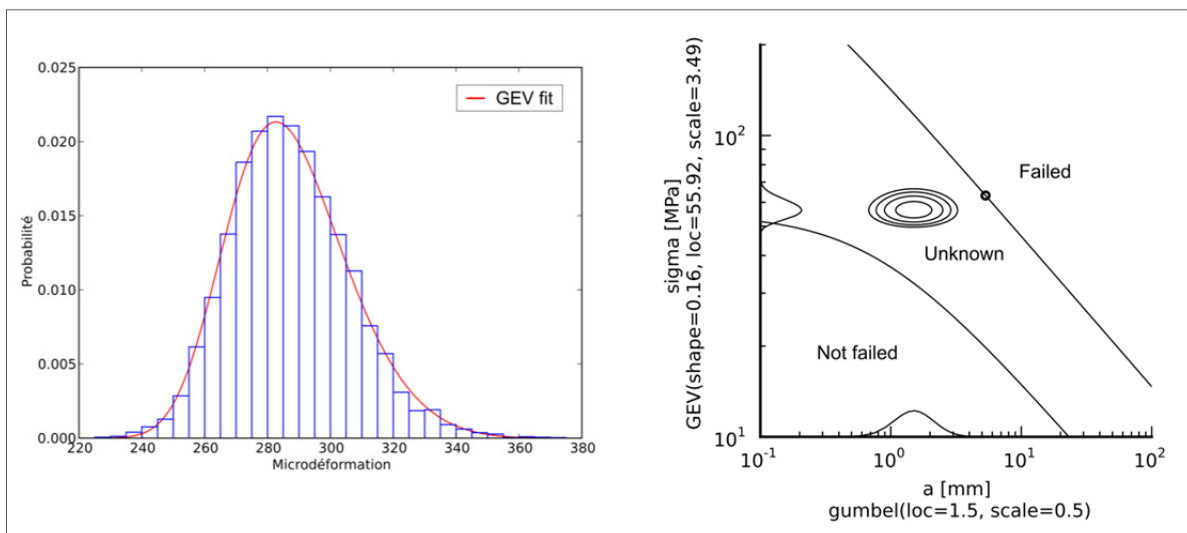 0.025
0.020
0.015
0.010
0.005
0.000
Probabilité
GEV fit
220 240 260 280 300 320 340 360 380
Microdéformation
sigma [MPa]
GEV(shape=0.16, loc=55.92, scale=3.49)
10²
10¹
Failed
Unknown
Not failed
10⁻¹ 10⁰ 10¹ 10²
a [mm]
gumbel(loc=1.5, scale=0.5)